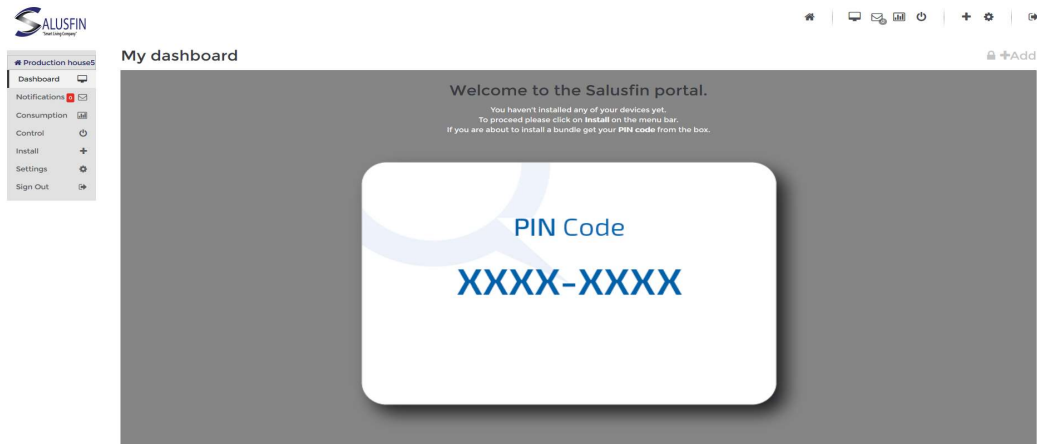 SALUSFIN
"Smart Living Company"
Production house5
Dashboard
Notifications 0
Consumption
Control
Install
Settings
Sign Out
0
My dashboard
+Add
Welcome to the Salusfin portal.
You haven't installed any of your devices yet.
To proceed please click on Install on the menu bar.
If you are about to install a bundle get your PIN code from the box.
PIN Code
XXXX-XXXX